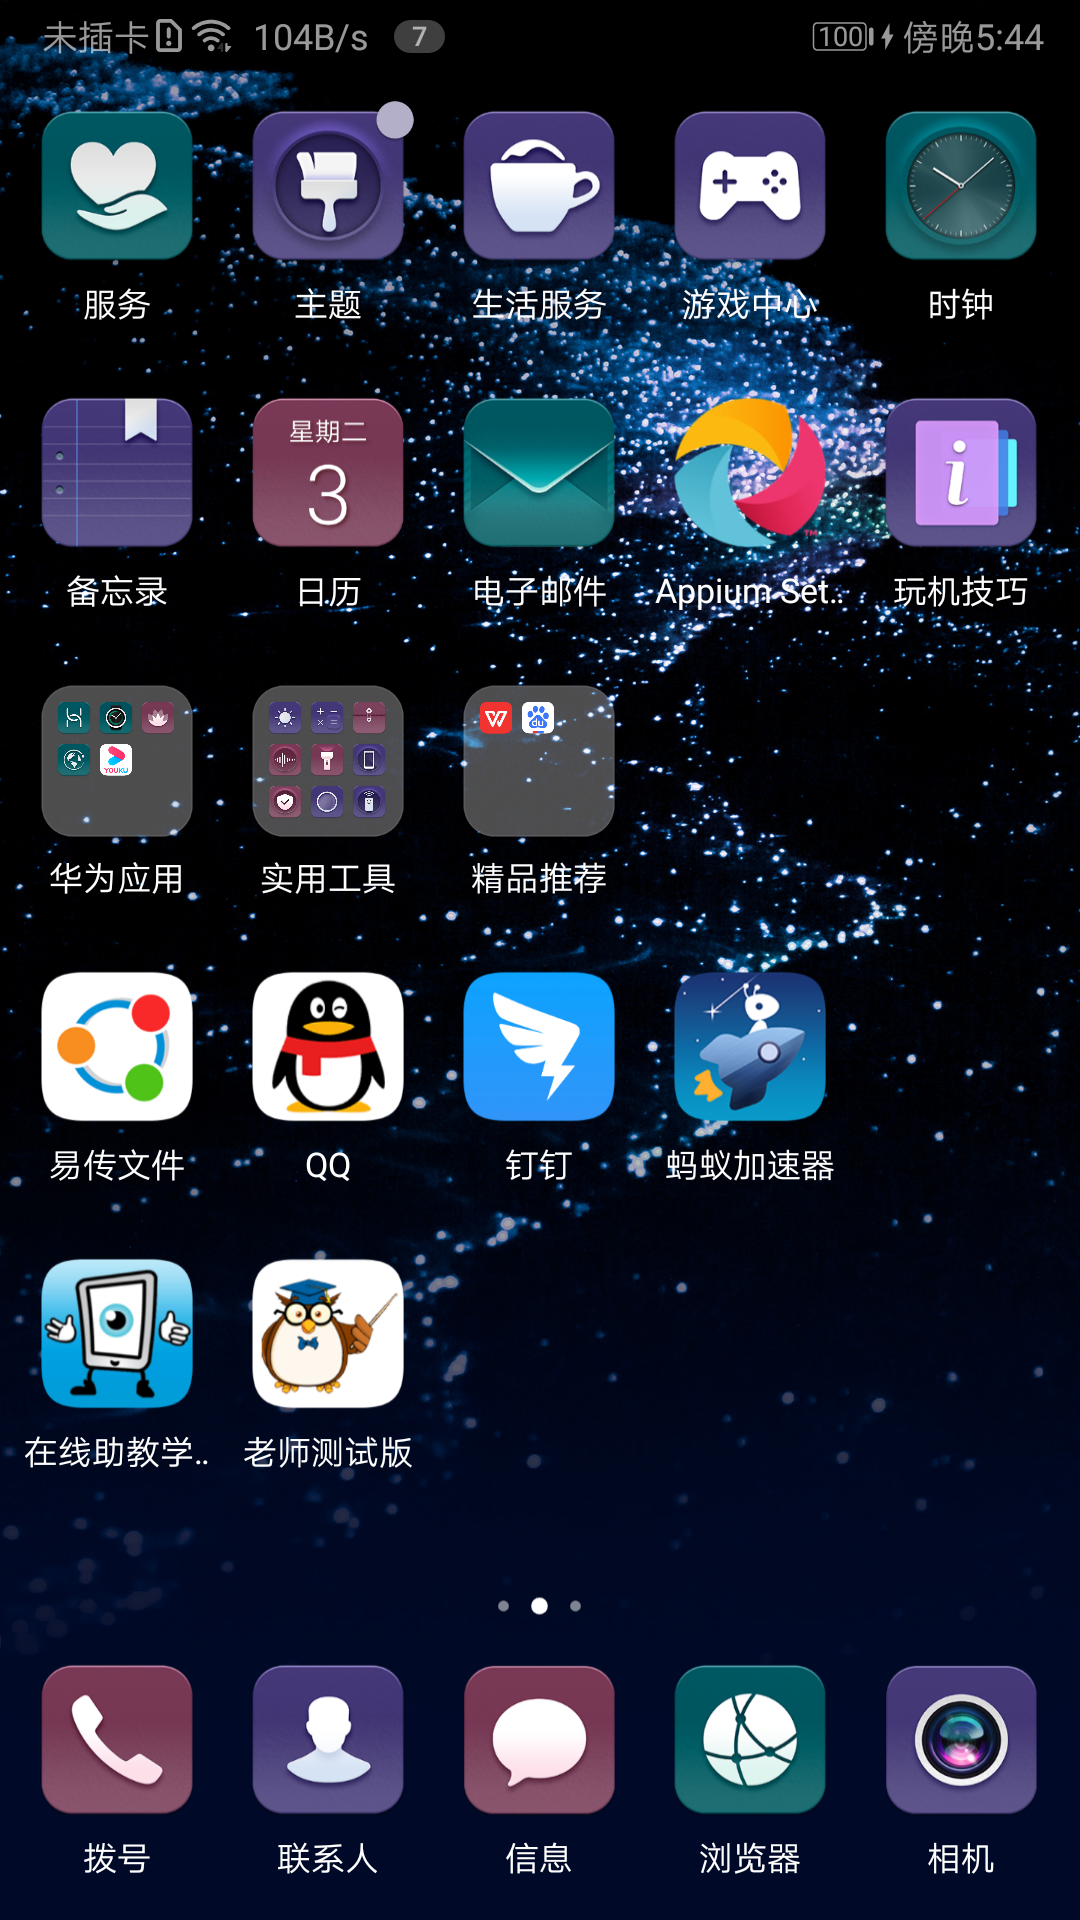 未插卡 104B/s 7 100 傍晚5:44
服务 主题 生活服务 游戏中心 时钟
星期二
3
备忘录 日历 电子邮件 Appium Set.. 玩机技巧
YOUKU
du
华为应用 实用工具 精品推荐
易传文件 QQ 钉钉 蚂蚁加速器
在线助教学.. 老师测试版
拨号 联系人 信息 浏览器 相机